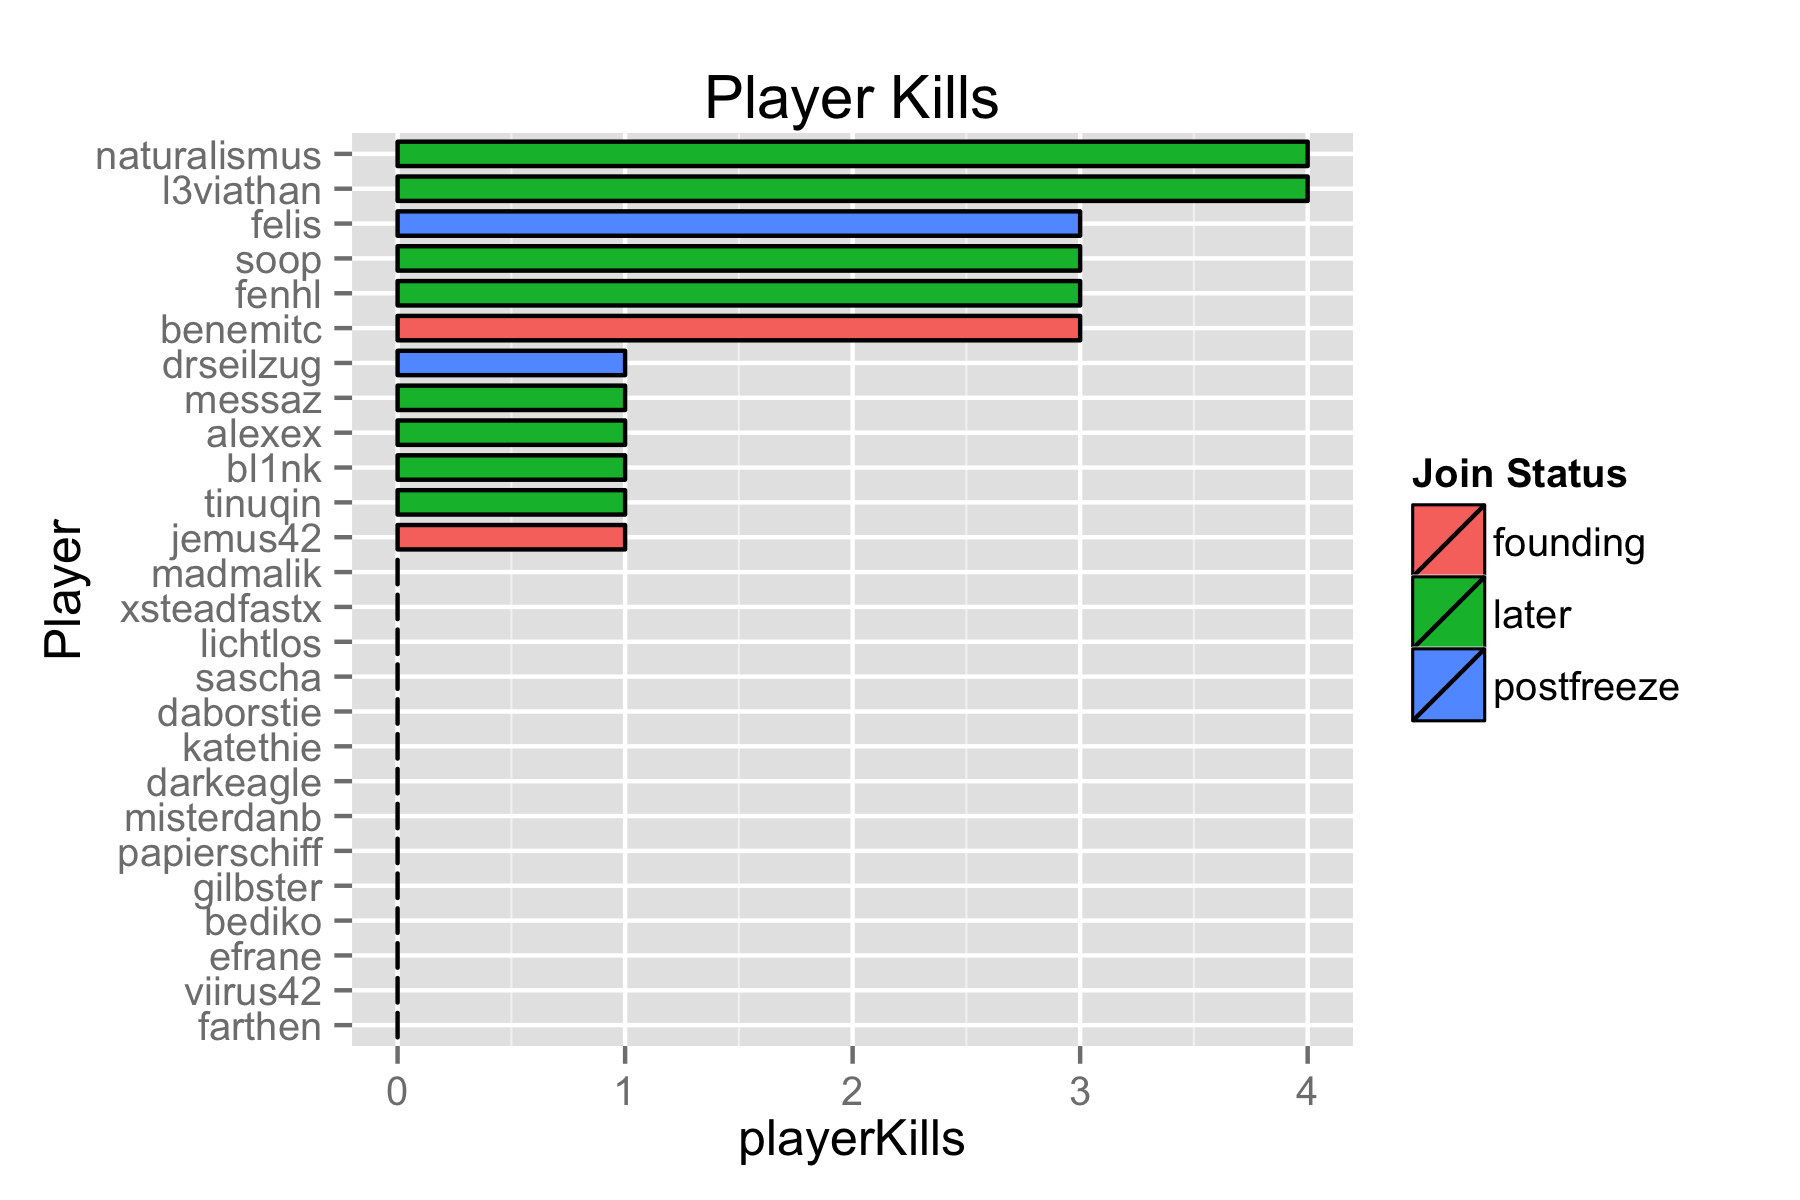 Player Kills
naturalismus
l3viathan
felis
soop
fenhl
benemitc
drseilzug
messaz
alexex
bl1nk
tinuqin
jemus42
madmalik
xsteadfastx
lichtlos
sascha
daborstie
katethie
darkeagle
misterdanb
papierschiff
gilbster
bediko
efrane
viirus42
farthen
Player
0 1 2 3 4
playerKills
Join Status
founding
later
postfreeze